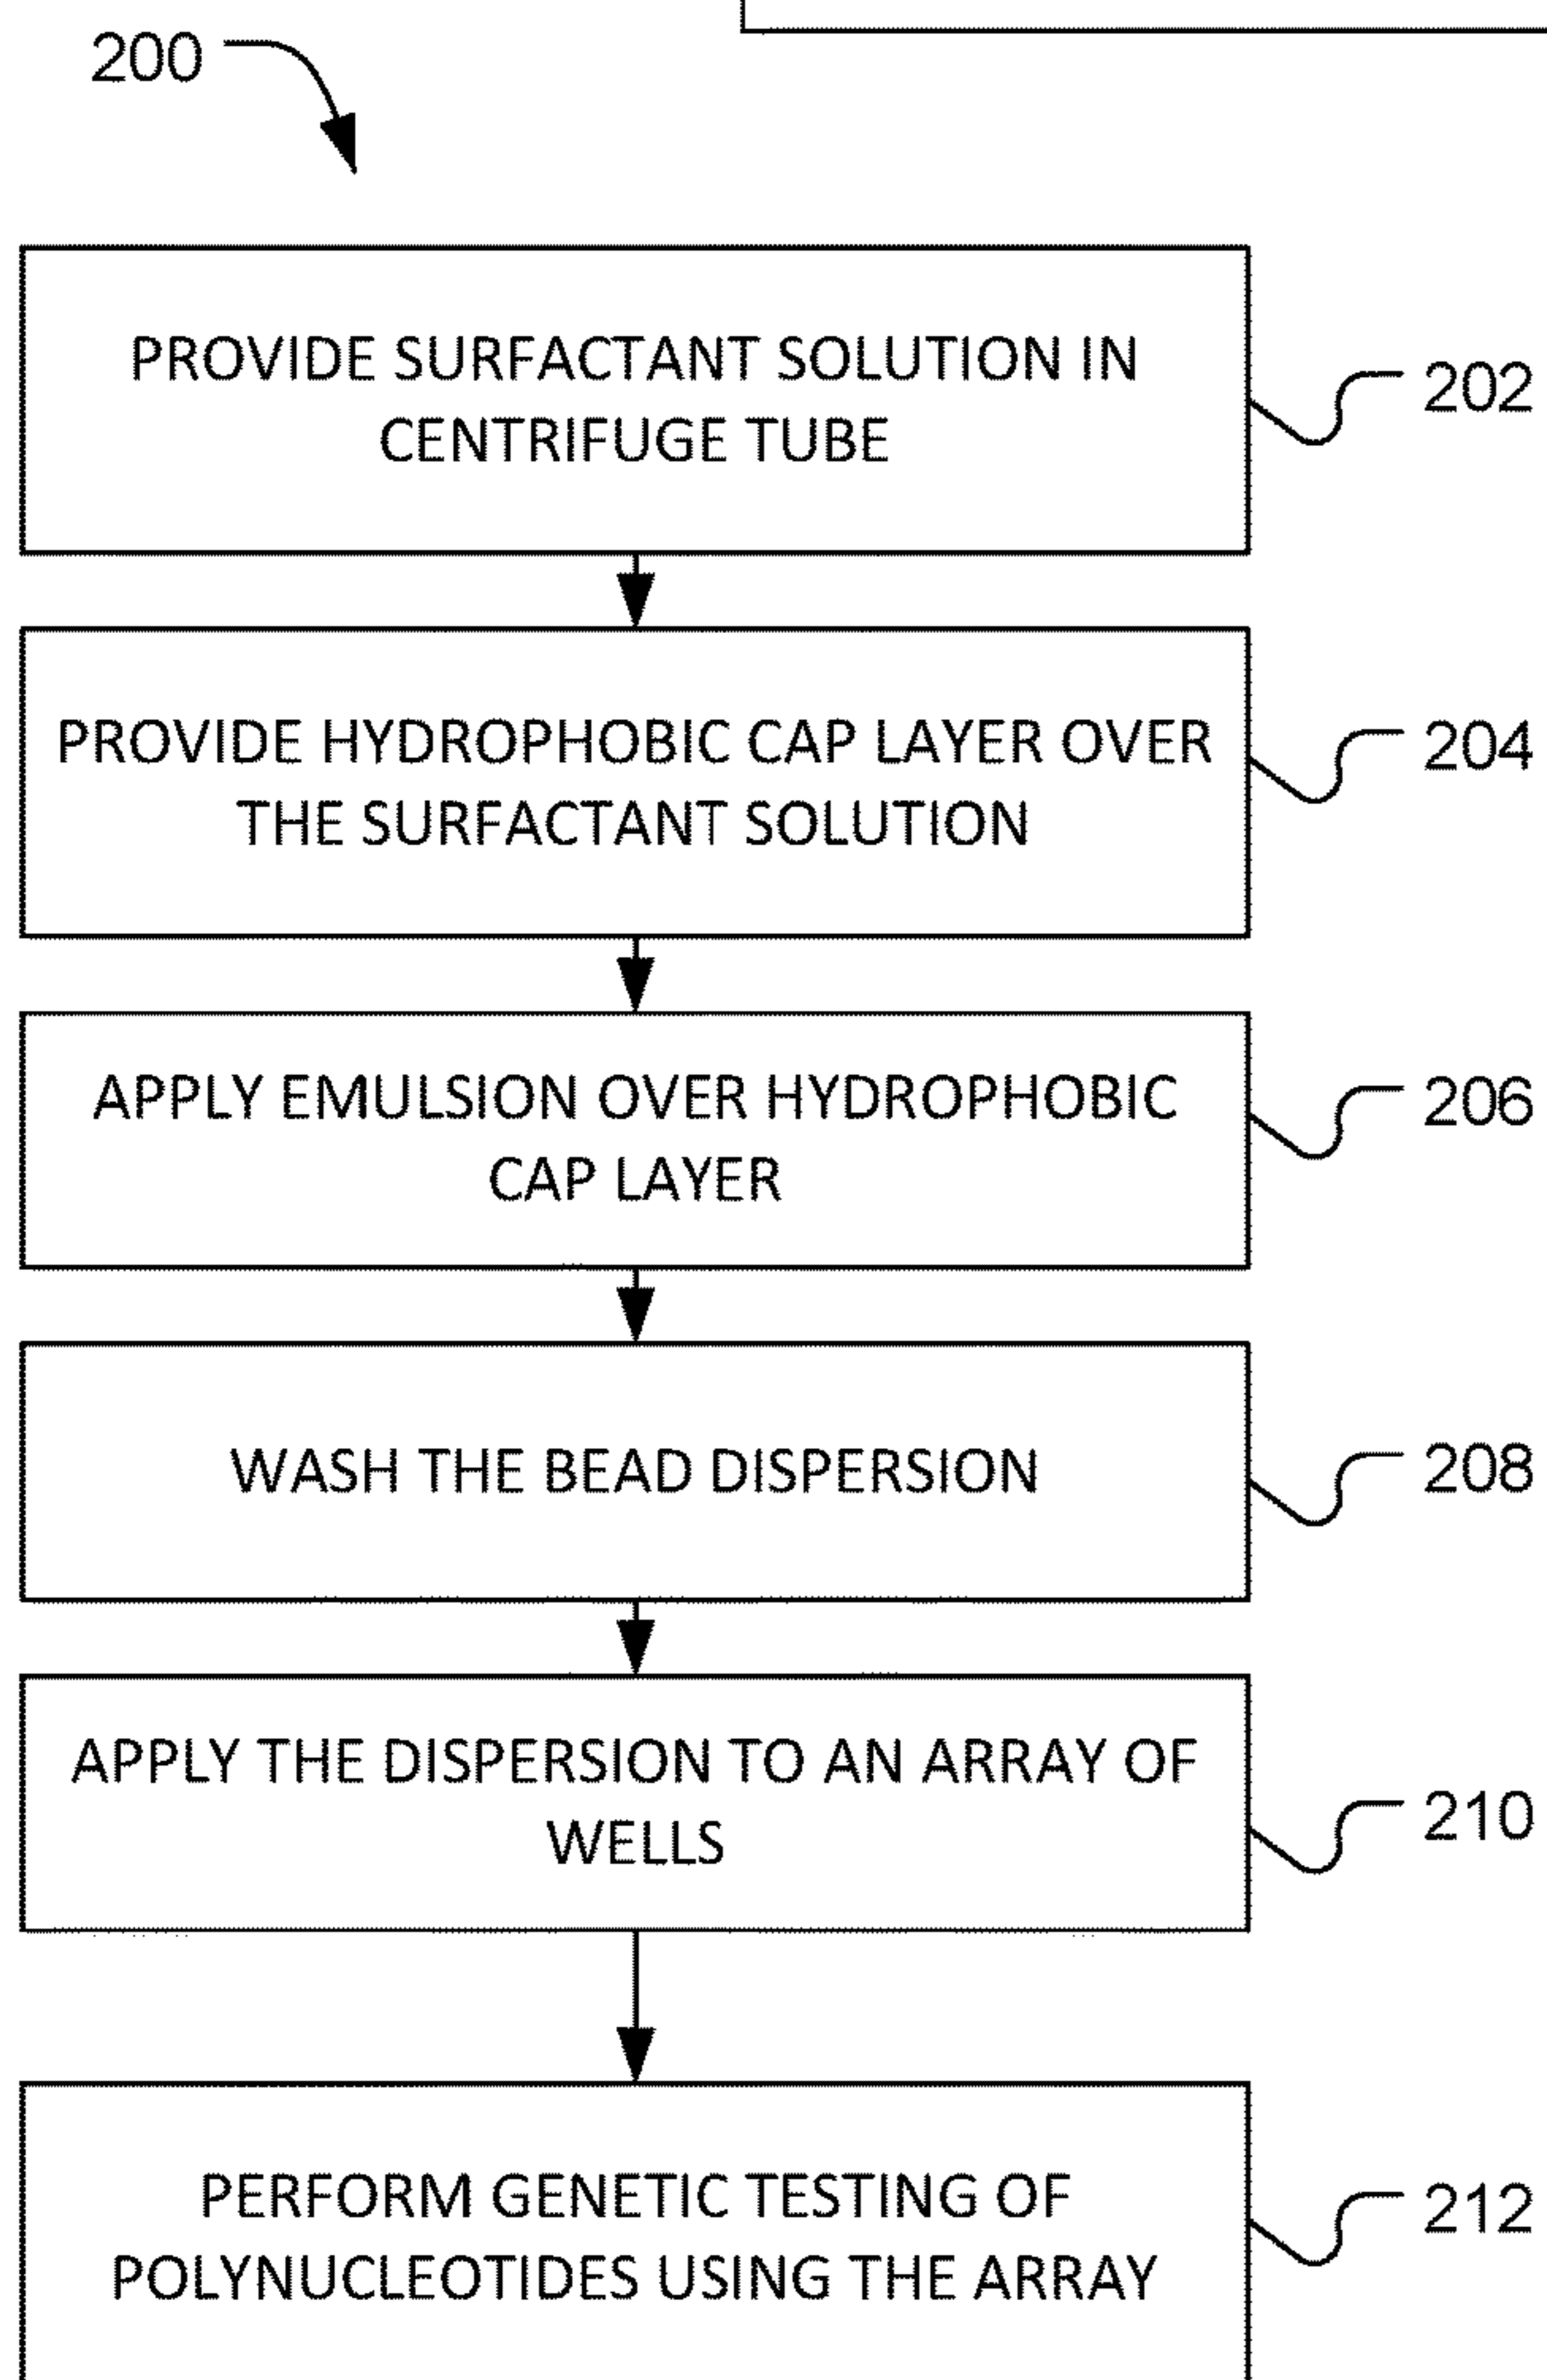 200
PROVIDE SURFACTANT SOLUTION IN
CENTRIFUGE TUBE
202
PROVIDE HYDROPHOBIC CAP LAYER OVER
THE SURFACTANT SOLUTION
204
APPLY EMULSION OVER HYDROPHOBIC
CAP LAYER
206
WASH THE BEAD DISPERSION
208
APPLY THE DISPERSION TO AN ARRAY OF
WELLS
210
PERFORM GENETIC TESTING OF
POLYNUCLEOTIDES USING THE ARRAY
212